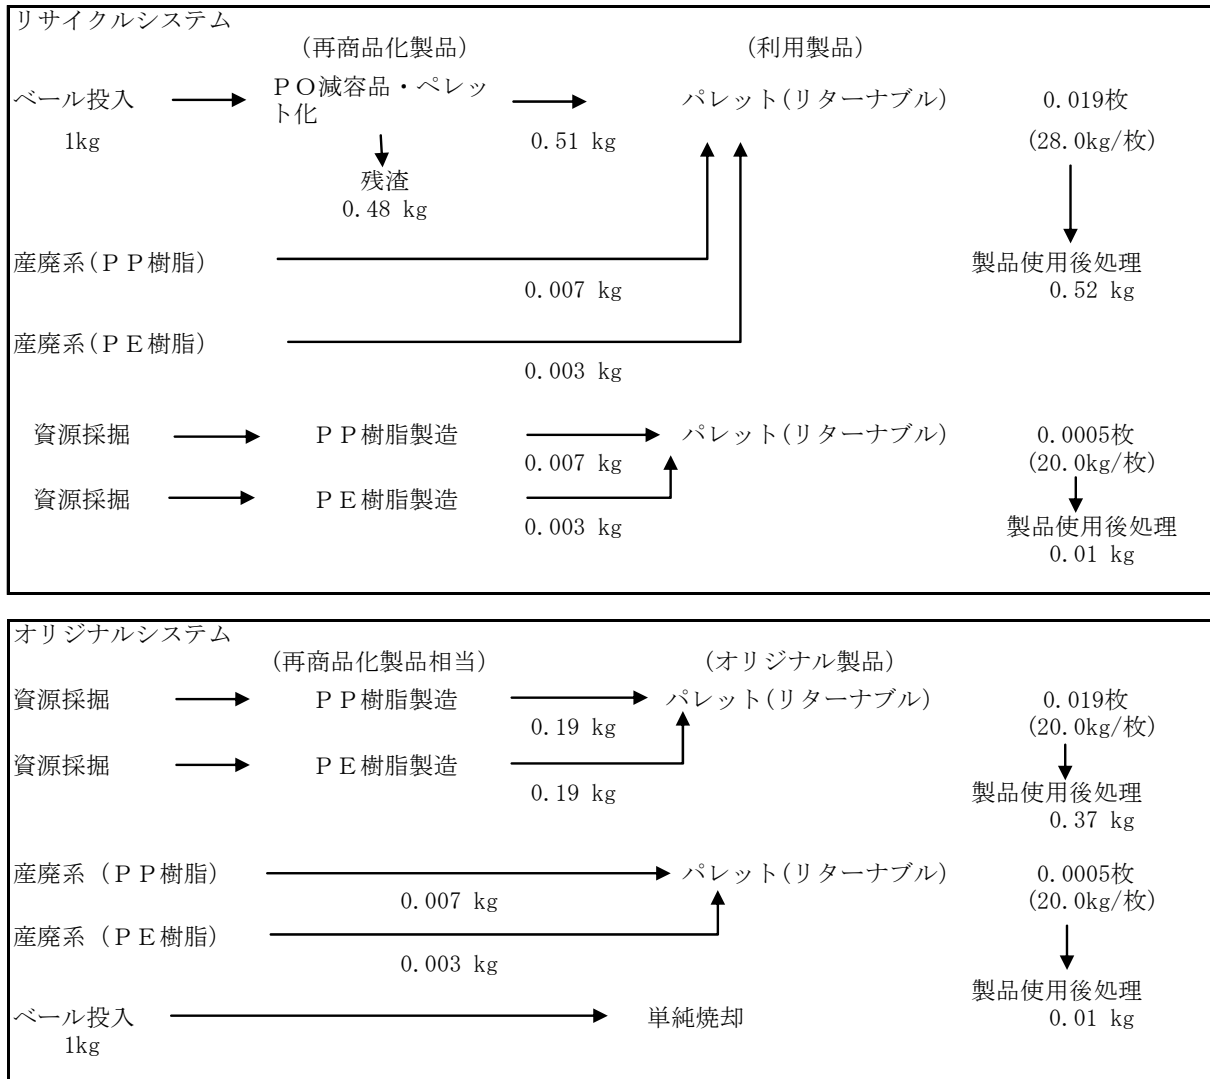 リサイクルシステム
(再商品化製品)
(利用製品)
ベール投入
1kg
ＰＯ減容品・ペレッ
ト化
0.51 kg
パレット(リターナブル)
0.019枚
(28.0kg/枚)
残渣
0.48 kg
産廃系(ＰＰ樹脂)
0.007 kg
製品使用後処理
0.52 kg
産廃系(ＰＥ樹脂)
0.003 kg
資源採掘
ＰＰ樹脂製造
0.007 kg
パレット(リターナブル)
0.0005枚
(20.0kg/枚)
資源採掘
ＰＥ樹脂製造
0.003 kg
製品使用後処理
0.01 kg
オリジナルシステム
(再商品化製品相当)
(オリジナル製品)
資源採掘
ＰＰ樹脂製造
0.19 kg
パレット(リターナブル)
0.019枚
(20.0kg/枚)
資源採掘
ＰＥ樹脂製造
0.19 kg
製品使用後処理
0.37 kg
産廃系（ＰＰ樹脂)
0.007 kg
パレット(リターナブル)
0.0005枚
(20.0kg/枚)
産廃系（ＰＥ樹脂)
0.003 kg
製品使用後処理
0.01 kg
ベール投入
1kg
単純焼却